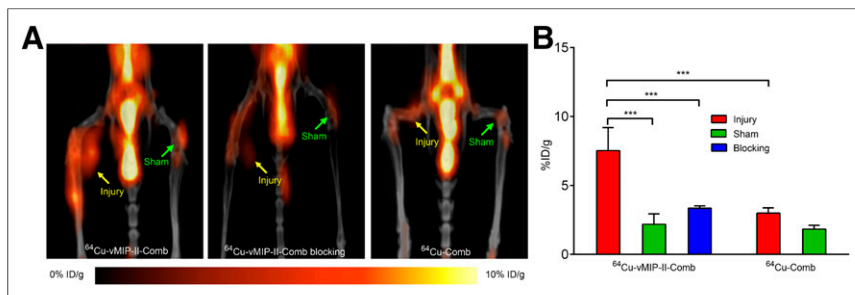 A
B
Injury
Sham
⁶⁴Cu-vMIP-II-Comb
Injury
Sham
⁶⁴Cu-vMIP-II-Comb blocking
Injury
Sham
⁶⁴Cu-Comb
0% ID/g
10% ID/g
15
10
5
0
%ID/g
***
***
***
Injury
Sham
Blocking
⁶⁴Cu-vMIP-II-Comb
⁶⁴Cu-Comb